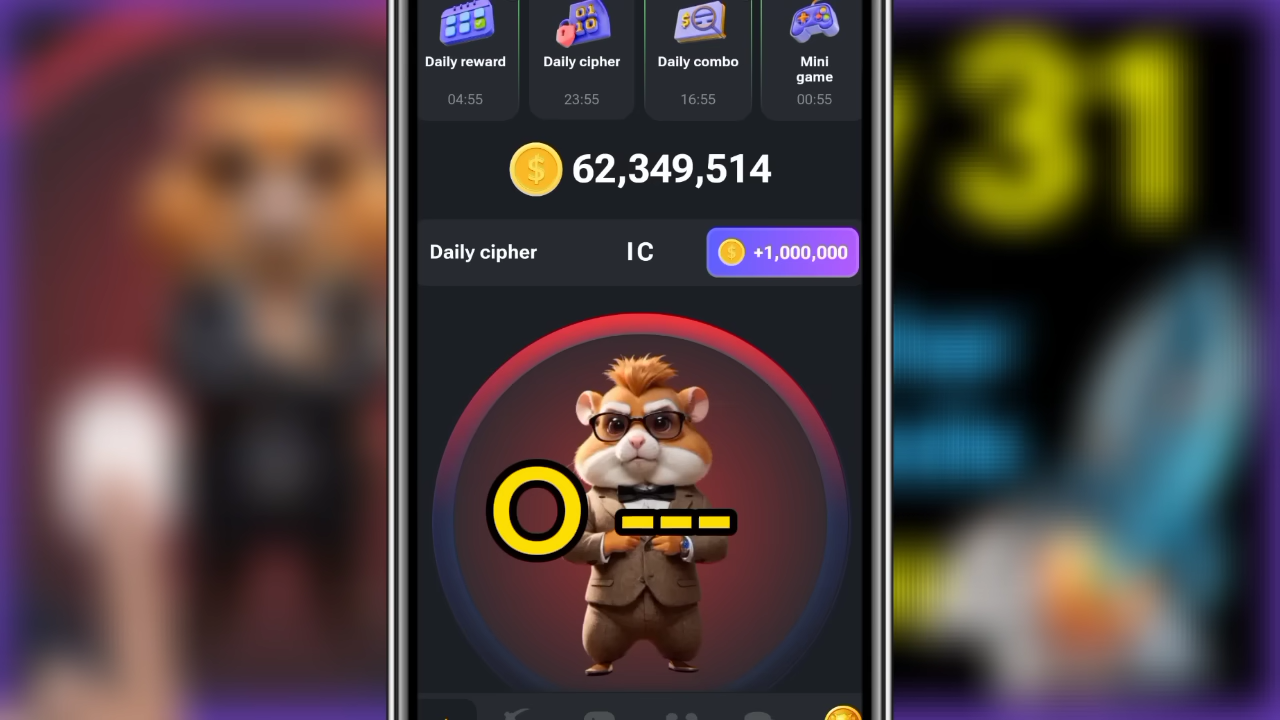 Daily reward
Daily cipher
Daily combo
Mini
game
04:55
23:55
16:55
00:55
62,349,514
Daily cipher
IC
+1,000,000
O ---
31